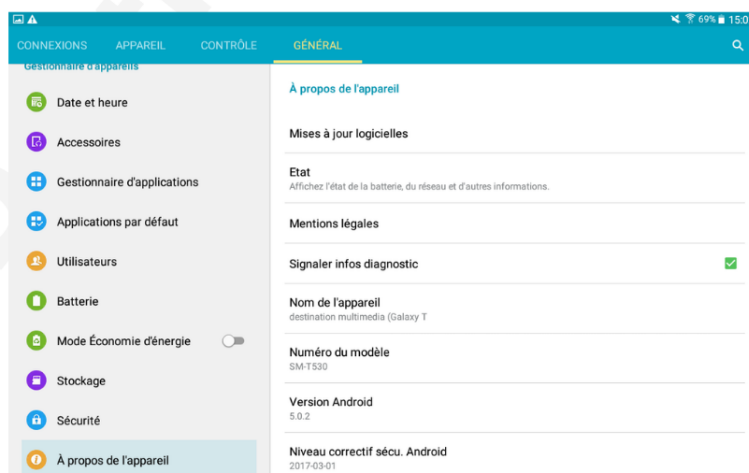 69% 15:0
CONNEXIONS APPAREIL CONTRÔLE GÉNÉRAL
Gestionnaire d'appareils
Date et heure
Accessoires
Gestionnaire d'applications
Applications par défaut
Utilisateurs
Batterie
Mode Économie d'énergie
Stockage
Sécurité
À propos de l'appareil
À propos de l'appareil
Mises à jour logicielles
Etat
Affichez l'état de la batterie, du réseau et d'autres informations.
Mentions légales
Signaler infos diagnostic
Nom de l'appareil
destination multimedia (Galaxy T
Numéro du modèle
SM-T530
Version Android
5.0.2
Niveau correctif sécu. Android
2017-03-01